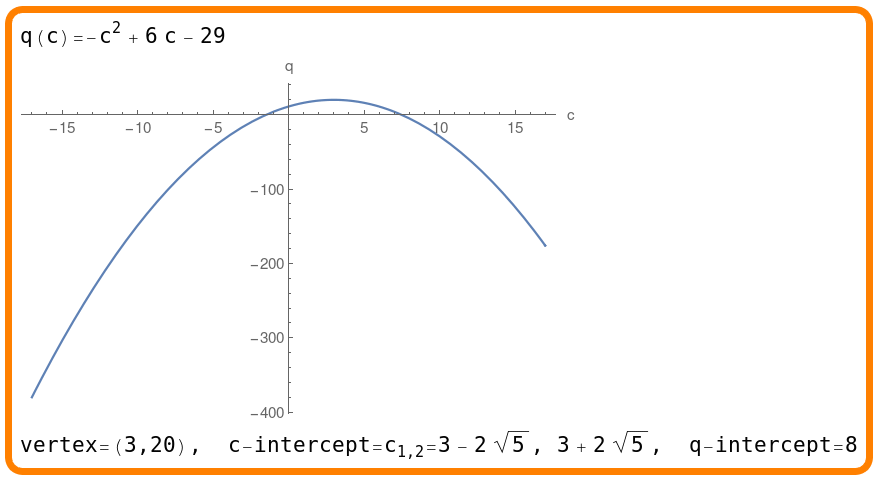 q(c)=-c² + 6 c - 29
q
c
-15 -10 -5 5 10 15
-100
-200
-300
-400
vertex=(3,20), c-intercept=c₁,₂=3 - 2 √5, 3 + 2 √5, q-intercept=8